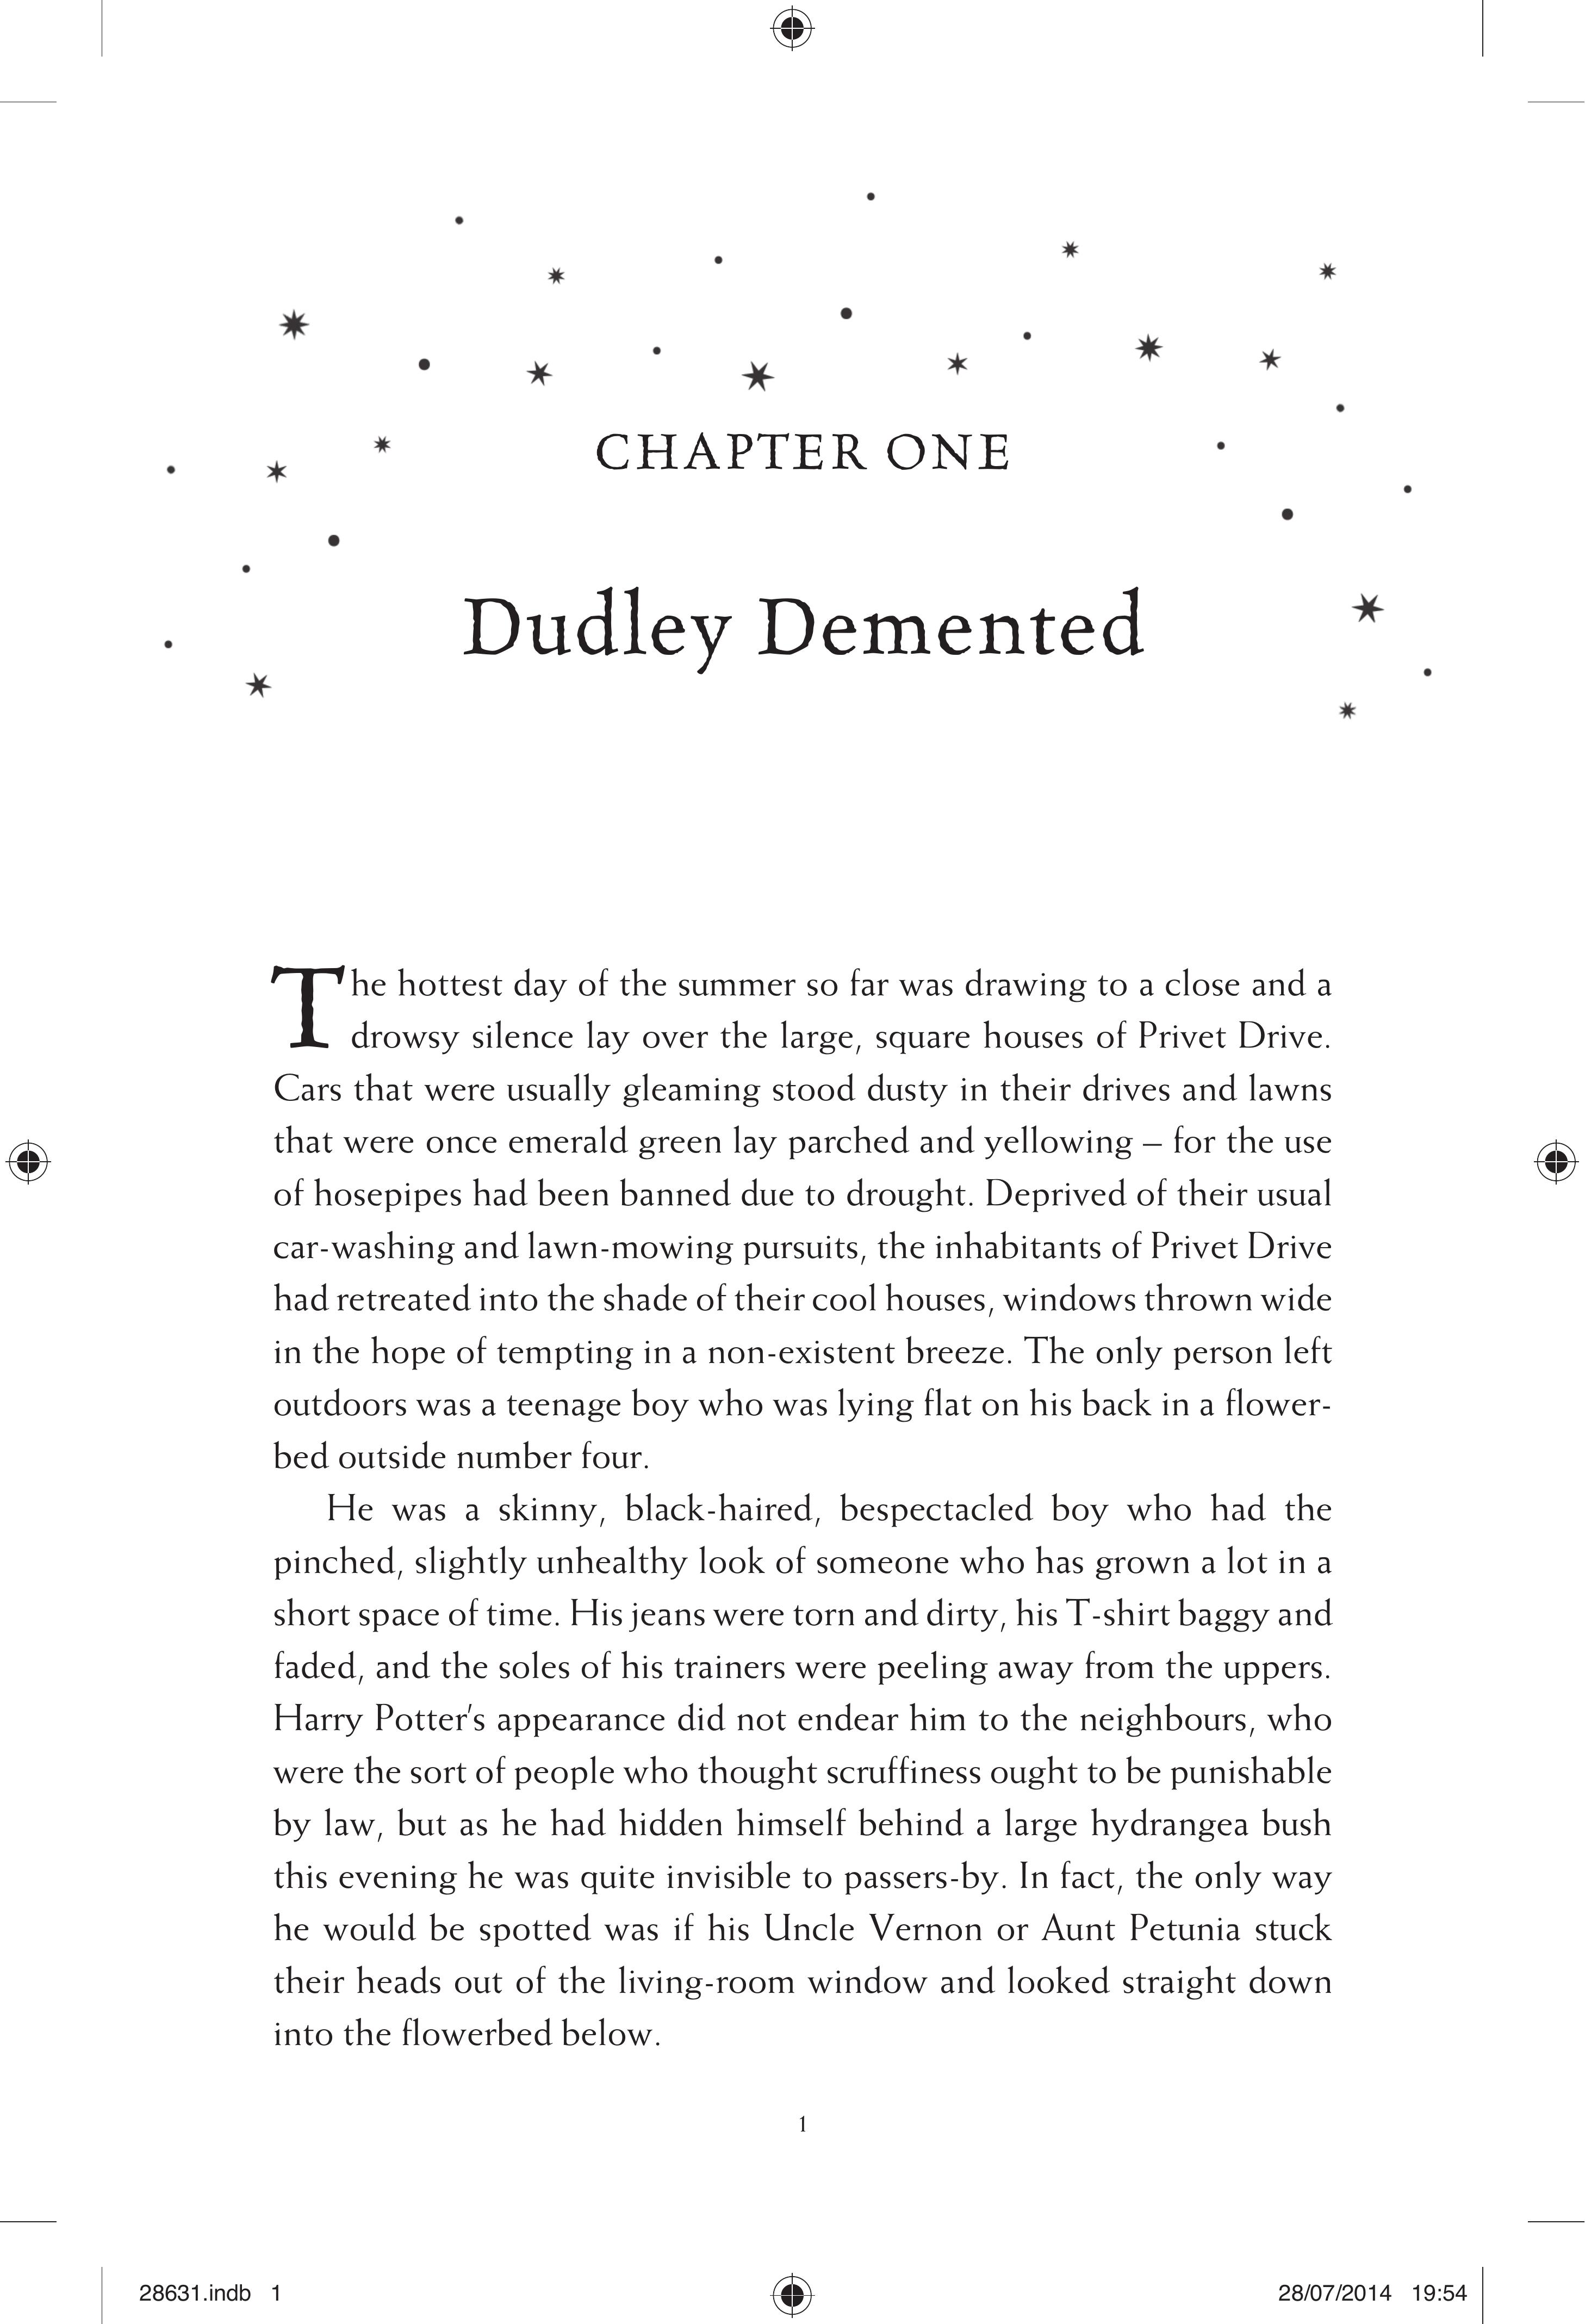 CHAPTER ONE
Dudley Demented
The hottest day of the summer so far was drawing to a close and a
drowsy silence lay over the large, square houses of Privet Drive.
Cars that were usually gleaming stood dusty in their drives and lawns
that were once emerald green lay parched and yellowing – for the use
of hosepipes had been banned due to drought. Deprived of their usual
car-washing and lawn-mowing pursuits, the inhabitants of Privet Drive
had retreated into the shade of their cool houses, windows thrown wide
in the hope of tempting in a non-existent breeze. The only person left
outdoors was a teenage boy who was lying flat on his back in a flower-
bed outside number four.
He was a skinny, black-haired, bespectacled boy who had the
pinched, slightly unhealthy look of someone who has grown a lot in a
short space of time. His jeans were torn and dirty, his T-shirt baggy and
faded, and the soles of his trainers were peeling away from the uppers.
Harry Potter’s appearance did not endear him to the neighbours, who
were the sort of people who thought scruffiness ought to be punishable
by law, but as he had hidden himself behind a large hydrangea bush
this evening he was quite invisible to passers-by. In fact, the only way
he would be spotted was if his Uncle Vernon or Aunt Petunia stuck
their heads out of the living-room window and looked straight down
into the flowerbed below.
1
28631.indb 1
28/07/2014 19:54